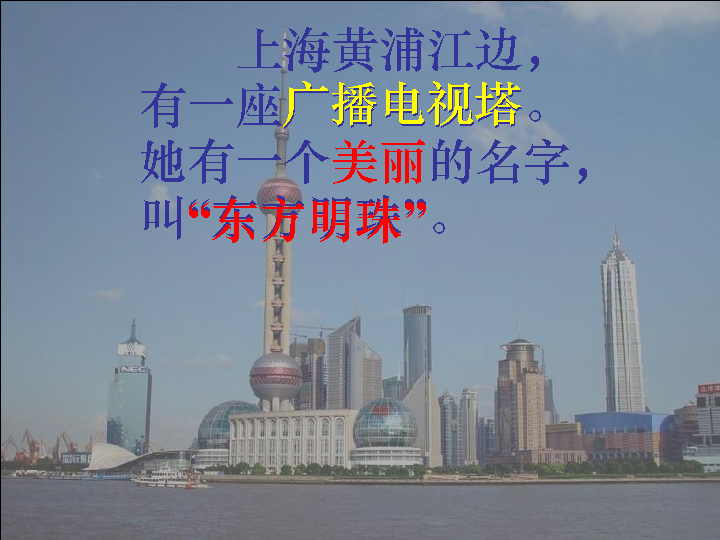 上海黄浦江边，
有一座广播电视塔。
她有一个美丽的名字，
叫“东方明珠”。
NEC